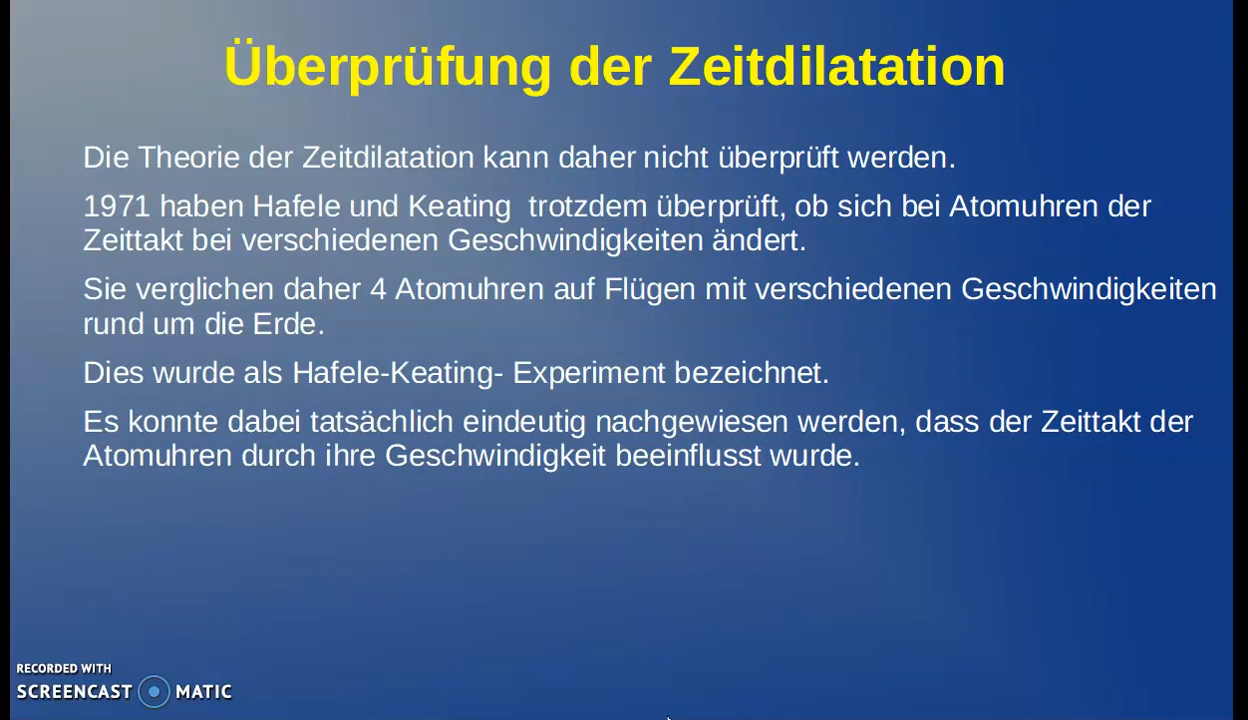 Überprüfung der Zeitdilatation
Die Theorie der Zeitdilatation kann daher nicht überprüft werden.
1971 haben Hafele und Keating  trotzdem überprüft, ob sich bei Atomuhren der
Zeittakt bei verschiedenen Geschwindigkeiten ändert.
Sie verglichen daher 4 Atomuhren auf Flügen mit verschiedenen Geschwindigkeiten
rund um die Erde.
Dies wurde als Hafele-Keating- Experiment bezeichnet.
Es konnte dabei tatsächlich eindeutig nachgewiesen werden, dass der Zeittakt der
Atomuhren durch ihre Geschwindigkeit beeinflusst wurde.
RECORDED WITH
SCREENCAST MATIC